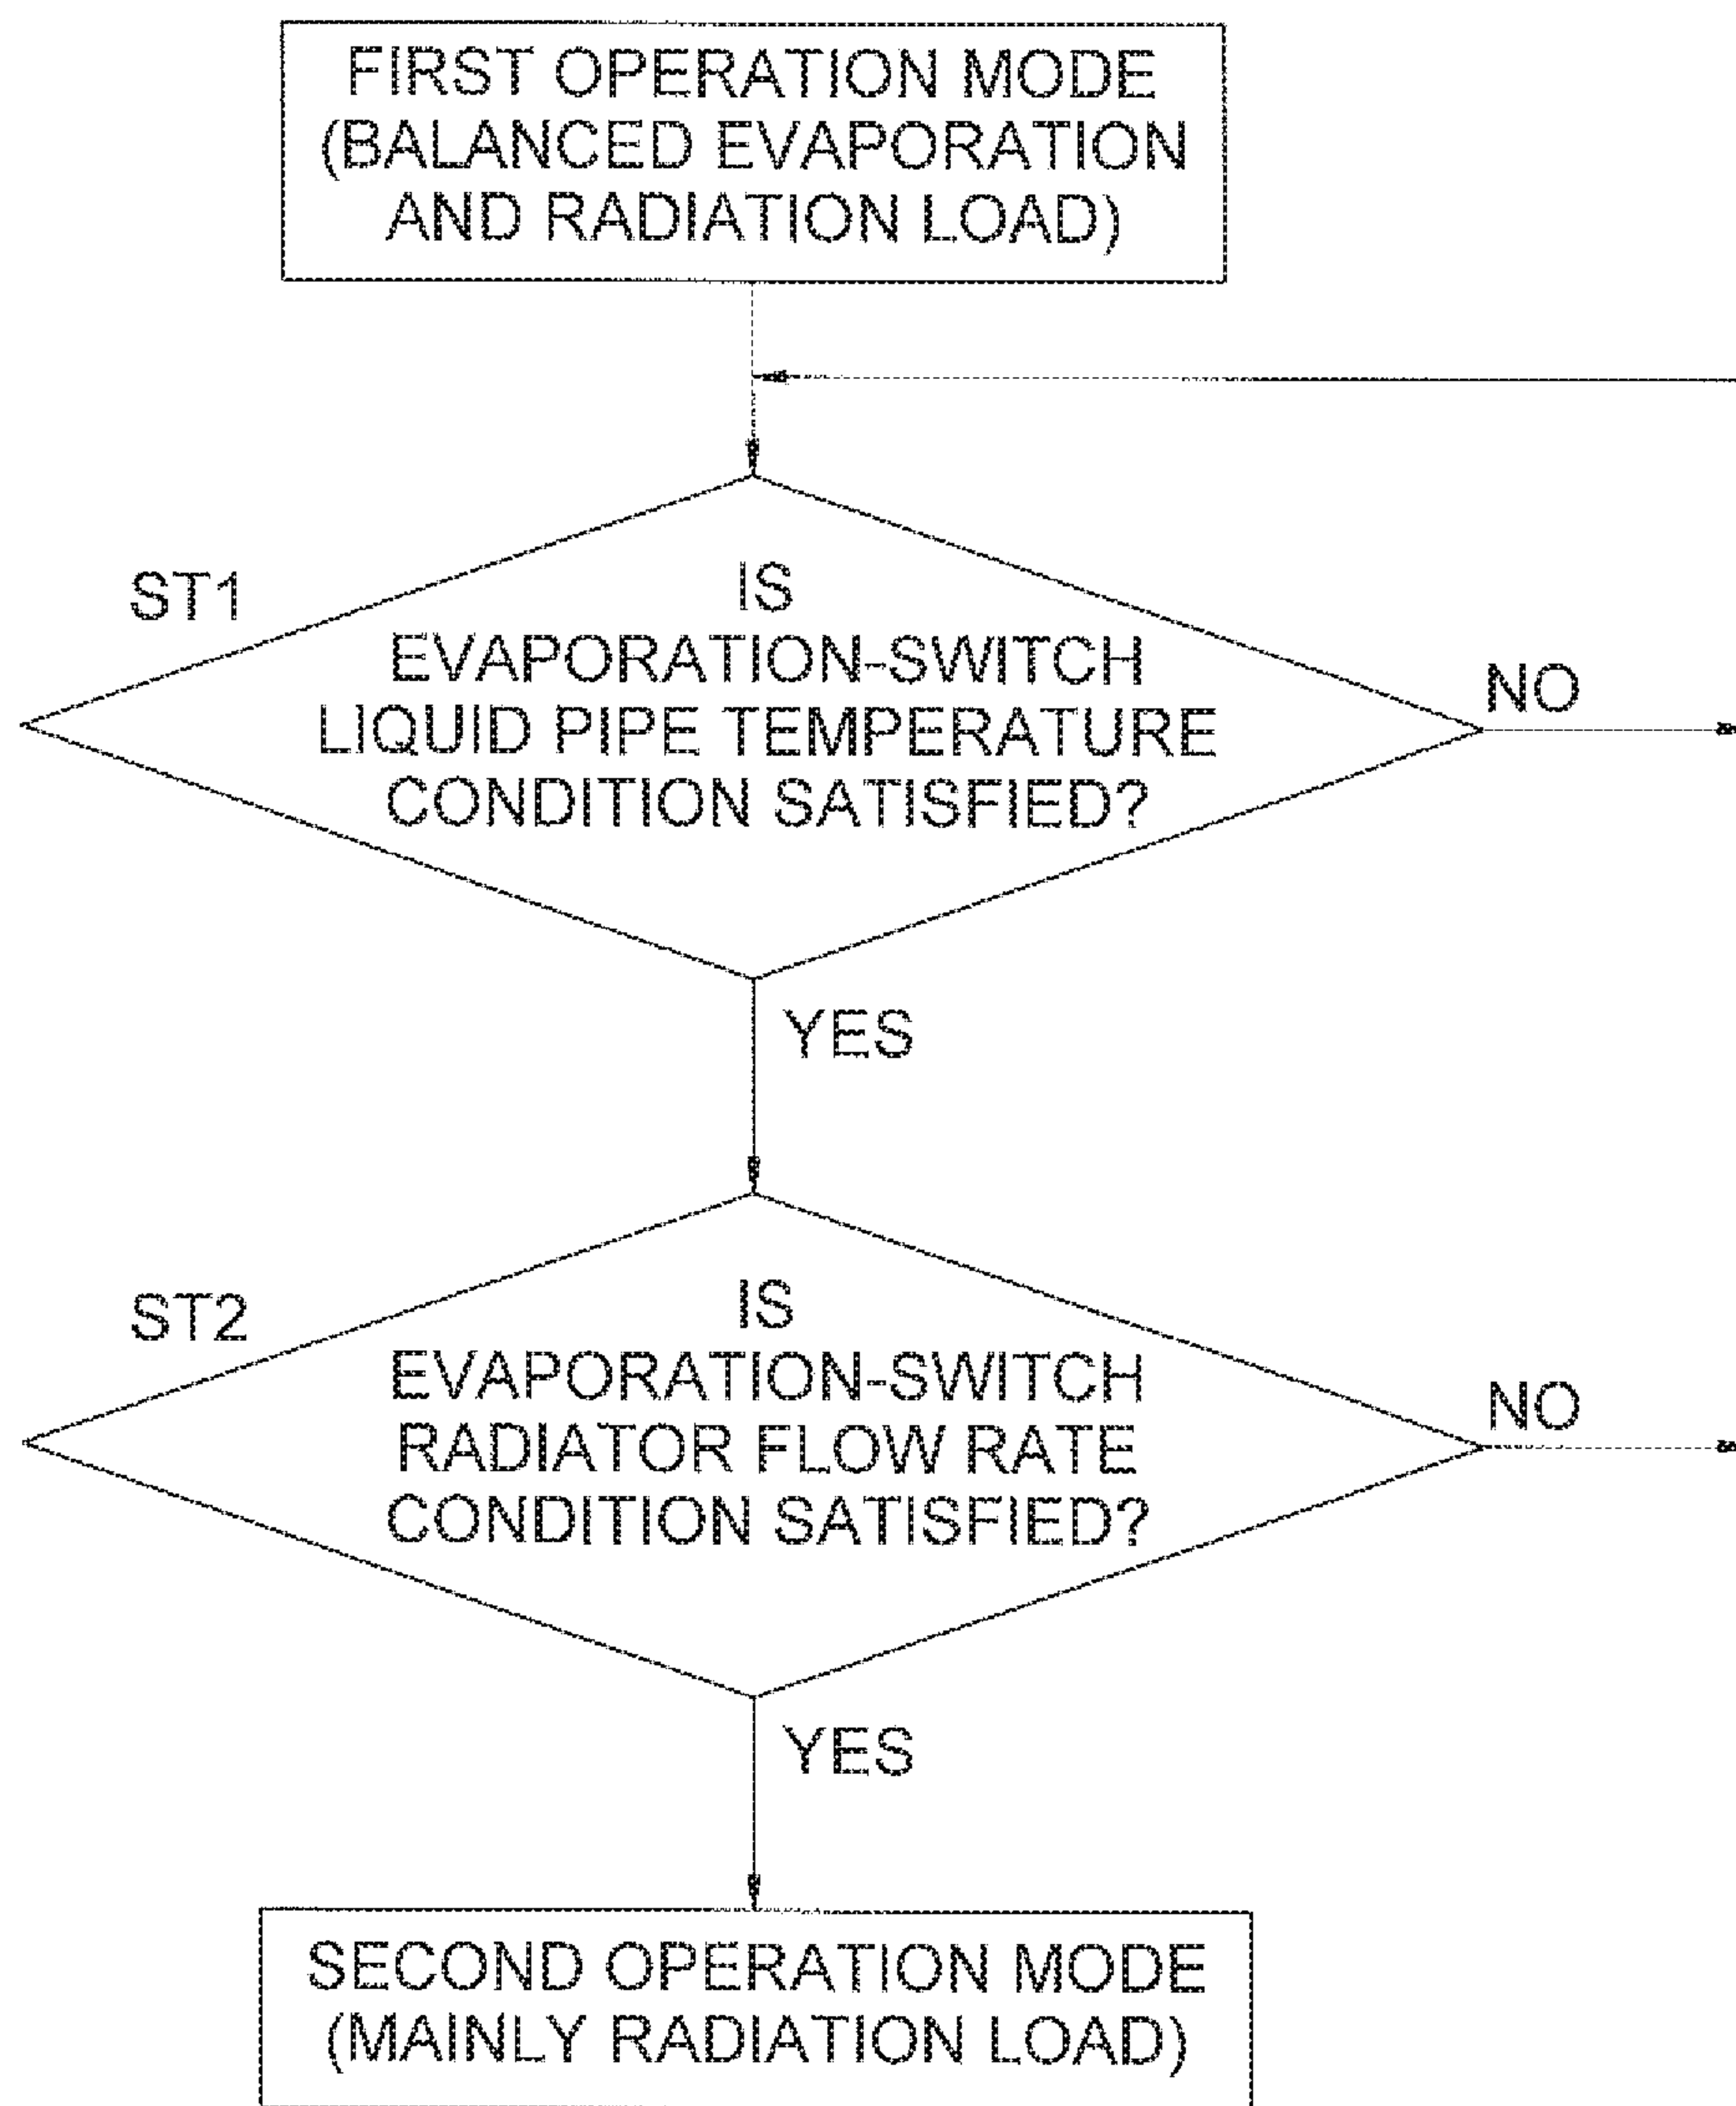 FIRST OPERATION MODE
(BALANCED EVAPORATION
AND RADIATION LOAD)
ST1
IS
EVAPORATION-SWITCH
LIQUID PIPE TEMPERATURE
CONDITION SATISFIED?
NO
YES
ST2
IS
EVAPORATION-SWITCH
RADIATOR FLOW RATE
CONDITION SATISFIED?
NO
YES
SECOND OPERATION MODE
(MAINLY RADIATION LOAD)